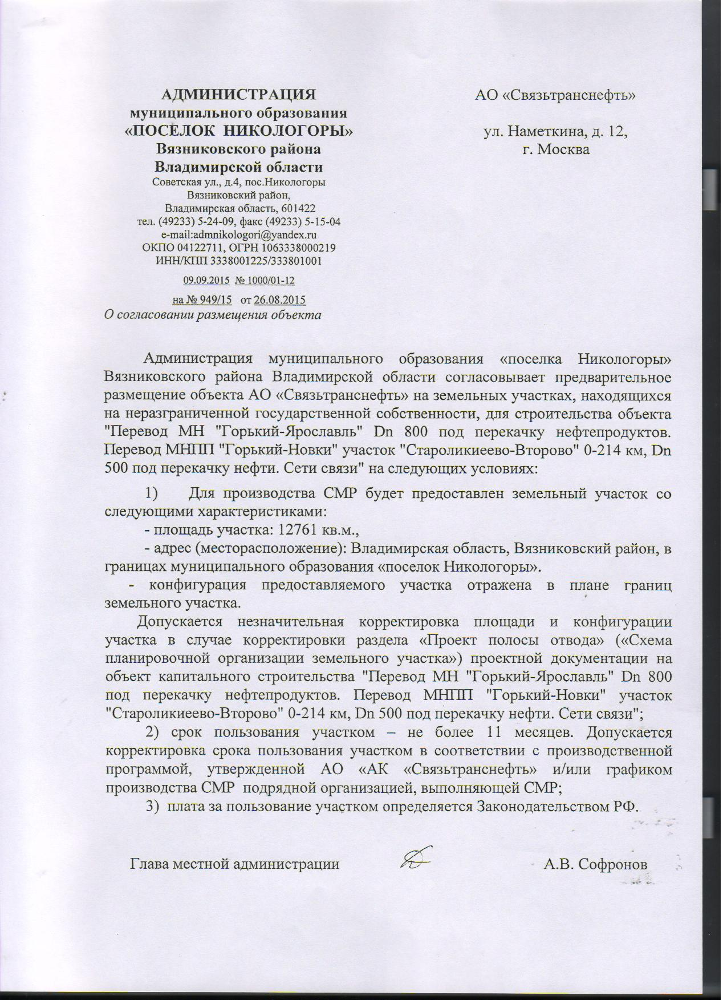 АДМИНИСТРАЦИЯ
муниципального образования
«ПОСЕЛОК НИКОЛОГОРЫ»
Вязниковского района
Владимирской области
Советская ул., д.4, пос.Никологоры
Вязниковский район,
Владимирская область, 601422
тел. (49233) 5-24-09, факс (49233) 5-15-04
e-mail:admnikologori@yandex.ru
ОКПО 04122711, ОГРН 1063338000219
ИНН/КПП 3338001225/333801001
09.09.2015 № 1000/01-12
на № 949/15 от 26.08.2015
О согласовании размещения объекта
АО «Связьтранснефть»
ул. Наметкина, д. 12,
г. Москва
Администрация муниципального образования «поселка Никологоры»
Вязниковского района Владимирской области согласовывает предварительное
размещение объекта АО «Связьтранснефть» на земельных участках, находящихся
на неразграниченной государственной собственности, для строительства объекта
"Перевод МН "Горький-Ярославль" Dn 800 под перекачку нефтепродуктов.
Перевод МНПП "Горький-Новки" участок "Староликиеево-Второво" 0-214 км, Dn
500 под перекачку нефти. Сети связи" на следующих условиях:
1) Для производства СМР будет предоставлен земельный участок со
следующими характеристиками:
- площадь участка: 12761 кв.м.,
- адрес (месторасположение): Владимирская область, Вязниковский район, в
границах муниципального образования «поселок Никологоры».
- конфигурация предоставляемого участка отражена в плане границ
земельного участка.
Допускается незначительная корректировка площади и конфигурации
участка в случае корректировки раздела «Проект полосы отвода» («Схема
планировочной организации земельного участка») проектной документации на
объект капитального строительства "Перевод МН "Горький-Ярославль" Dn 800
под перекачку нефтепродуктов. Перевод МНПП "Горький-Новки" участок
"Староликиеево-Второво" 0-214 км, Dn 500 под перекачку нефти. Сети связи";
2) срок пользования участком – не более 11 месяцев. Допускается
корректировка срока пользования участком в соответствии с производственной
программой, утвержденной АО «АК «Связьтранснефть» и/или графиком
производства СМР подрядной организацией, выполняющей СМР;
3) плата за пользование участком определяется Законодательством РФ.
Глава местной администрации А.В. Софронов